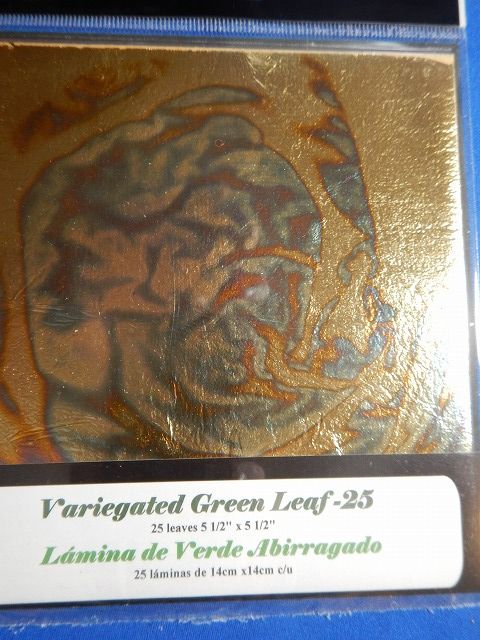 Variegated Green Leaf-25
25 leaves 5 1/2" x 5 1/2"
Lámina de Verde Abirragado
25 láminas de 14cm x14cm c/u